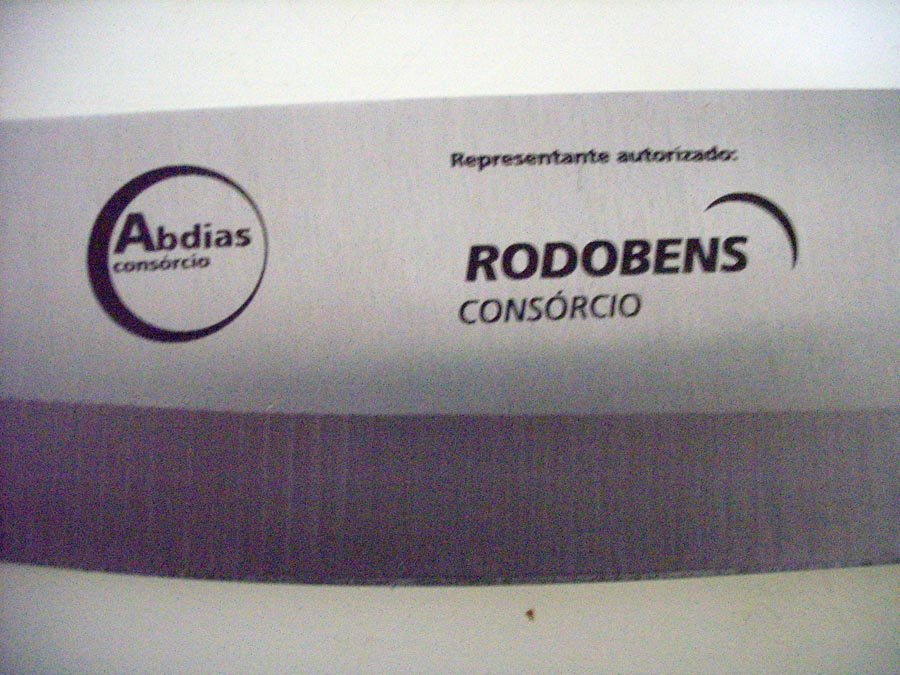 Abdias
consórcio
Representante autorizado:
RODOBENS
CONSÓRCIO